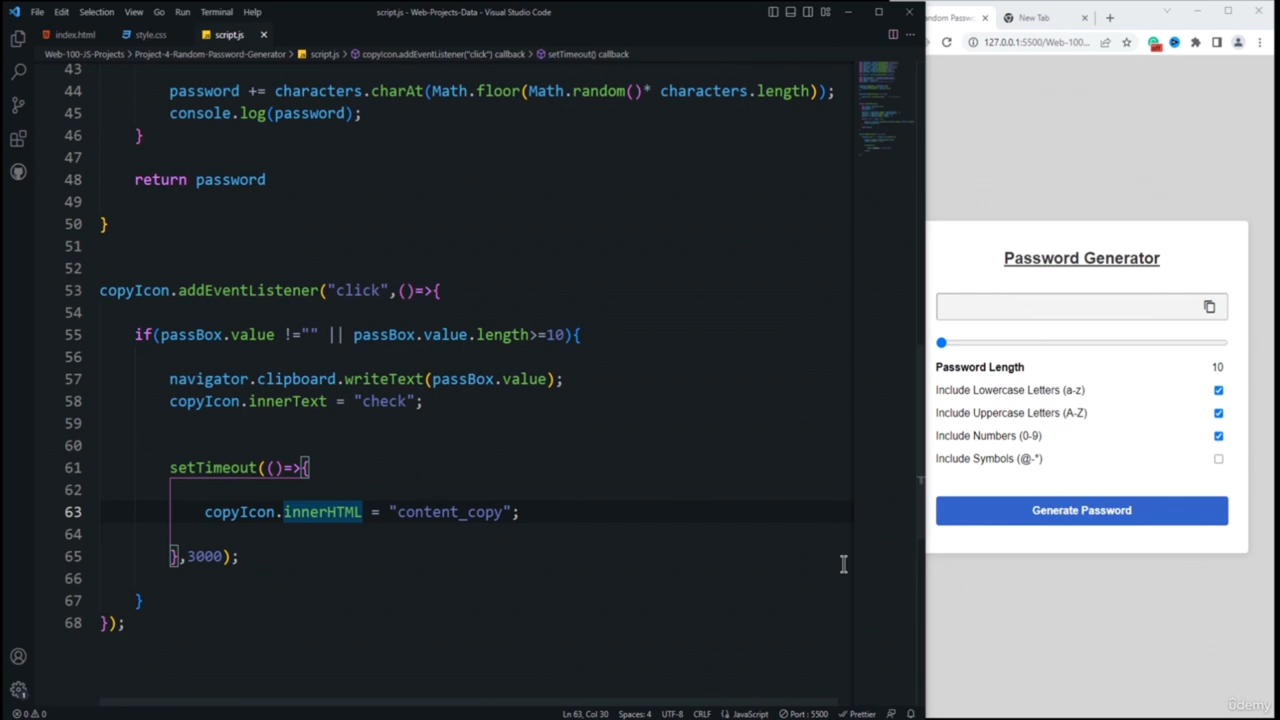 File Edit Selection View Go Run Terminal Help script.js - Web-Projects-Data - Visual Studio Code
index.html style.css JS script.js
Web-100-JS-Projects > Project-4-Random-Password-Generator > JS script.js > copyIcon.addEventListener("click") callback > setTimeout() callback
43
44 password += characters.charAt(Math.floor(Math.random()* characters.length));
45 console.log(password);
46 }
47
48 return password
49
50 }
51
52
53 copyIcon.addEventListener("click",()=>{
54
55 if(passBox.value !="" || passBox.value.length>=10){
56
57 navigator.clipboard.writeText(passBox.value);
58 copyIcon.innerText = "check";
59
60
61 setTimeout(()=>{
62
63 copyIcon.innerHTML = "content_copy";
64
65 },3000);
66
67 }
68 });
0 0 Ln 63, Col 30 Spaces: 4 UTF-8 CRLF JavaScript Port : 5500 Prettier
New Tab
127.0.0.1:5500/Web-100...
Password Generator
Password Length 10
Include Lowercase Letters (a-z)
Include Uppercase Letters (A-Z)
Include Numbers (0-9)
Include Symbols (@-*)
Generate Password
ûdemy